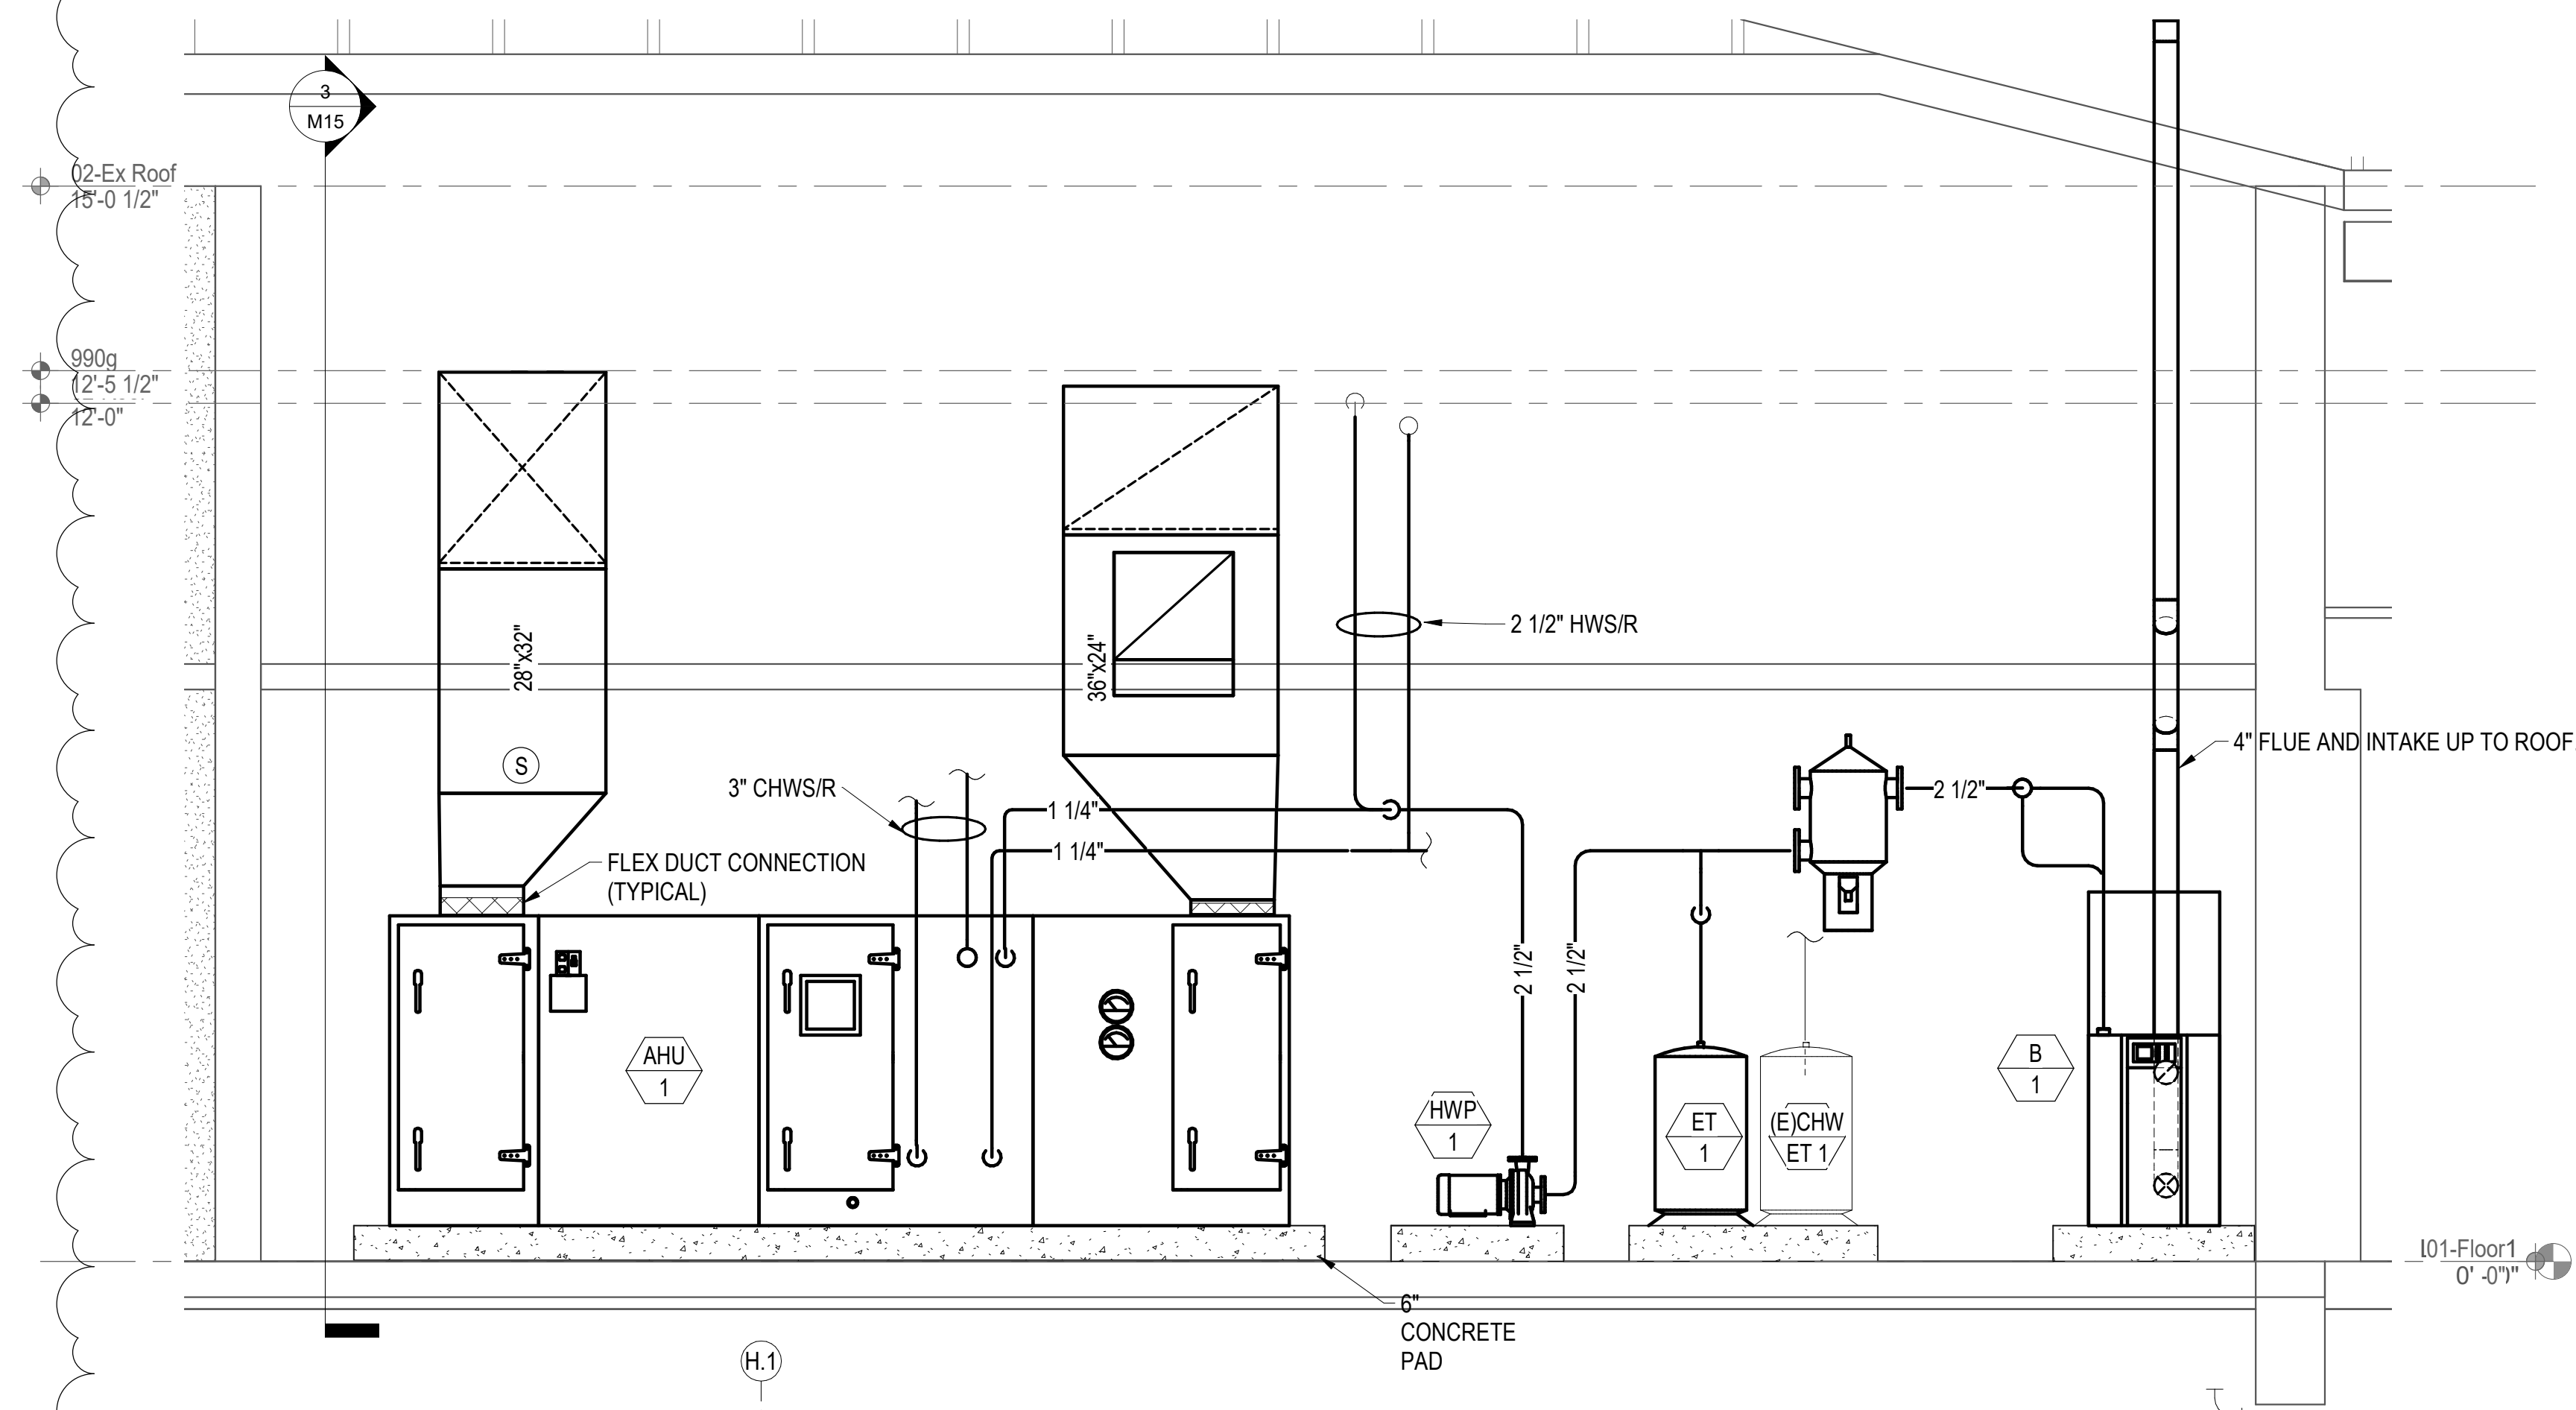 3
M15
02-Ex Roof
15'-0 1/2"
990g
12'-5 1/2"
12'-0"
28"x32"
36"x24"
2 1/2" HWS/R
S
3" CHWS/R
4" FLUE AND INTAKE UP TO ROOF
2 1/2"
1 1/4"
1 1/4"
FLEX DUCT CONNECTION
(TYPICAL)
2 1/2"
2 1/2"
AHU
1
HWP
1
ET
1
(E)CHW
ET 1
B
1
01-Floor1
0' -0"
6"
CONCRETE
PAD
H.1